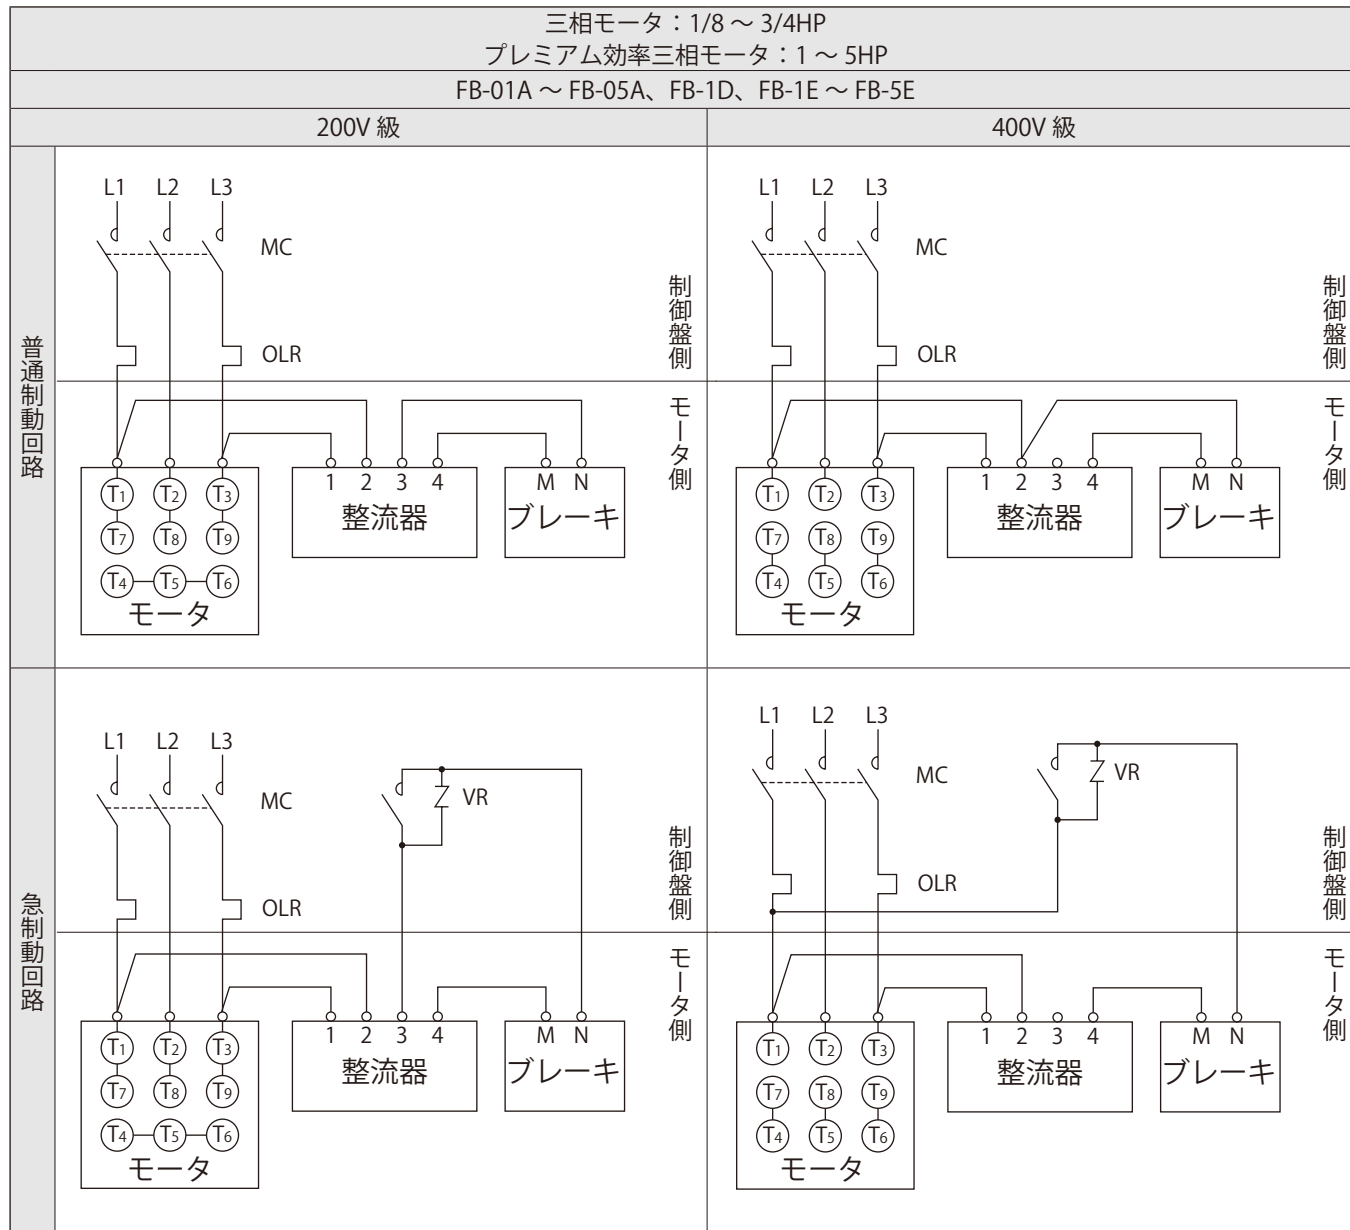 三相モータ：1/8 ～ 3/4HP
プレミアム効率三相モータ：1 ～ 5HP
FB-01A ～ FB-05A、FB-1D、FB-1E ～ FB-5E
200V 級
400V 級
普通制動回路
L1 L2 L3
MC
OLR
制御盤側
モータ側
T1 T2 T3
T7 T8 T9
T4 T5 T6
モータ
1 2 3 4
整流器
M N
ブレーキ
L1 L2 L3
MC
OLR
制御盤側
モータ側
T1 T2 T3
T7 T8 T9
T4 T5 T6
モータ
1 2 3 4
整流器
M N
ブレーキ
急制動回路
L1 L2 L3
MC
VR
OLR
制御盤側
モータ側
T1 T2 T3
T7 T8 T9
T4 T5 T6
モータ
1 2 3 4
整流器
M N
ブレーキ
L1 L2 L3
MC
VR
OLR
制御盤側
モータ側
T1 T2 T3
T7 T8 T9
T4 T5 T6
モータ
1 2 3 4
整流器
M N
ブレーキ